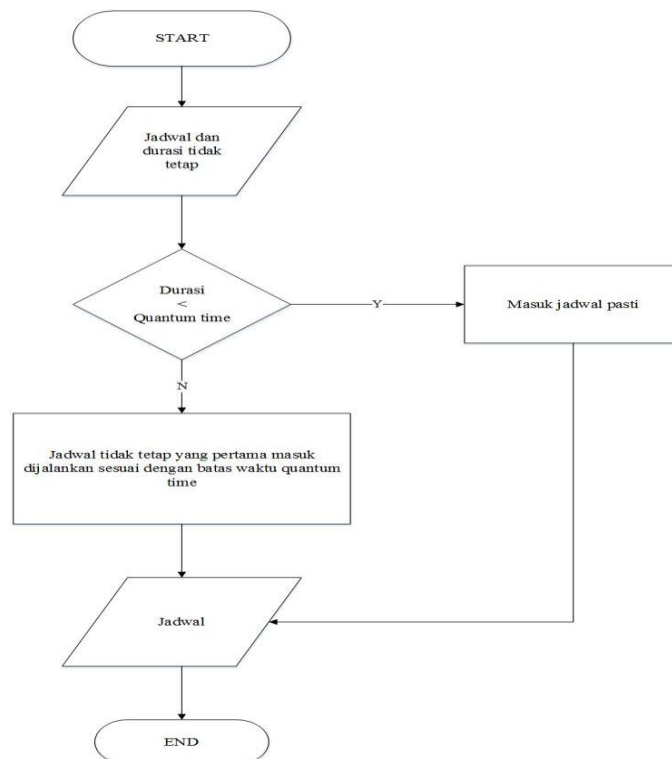 START
Jadwal dan
durasi tidak
tetap
Durasi
<
Quantum time
Y
Masuk jadwal pasti
N
Jadwal tidak tetap yang pertama masuk
dijalankan sesuai dengan batas waktu quantum
time
Jadwal
END